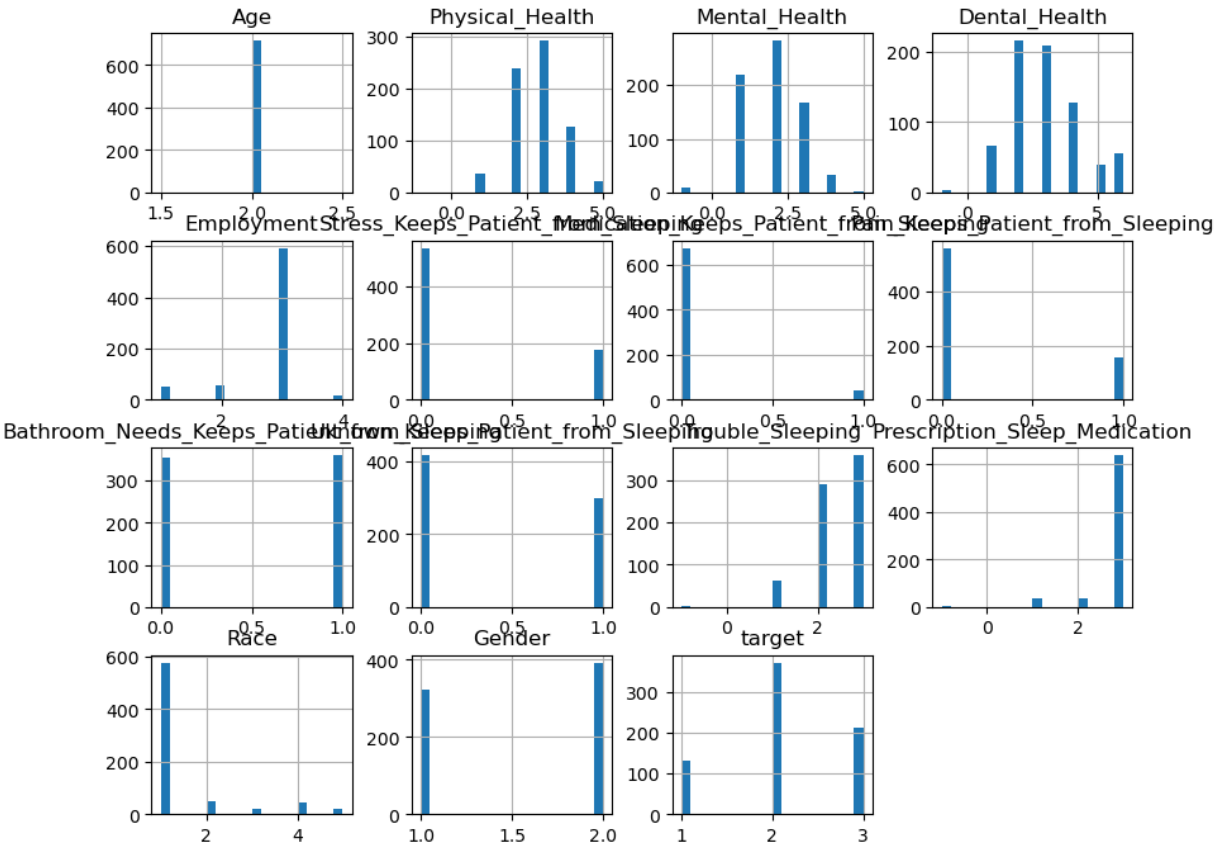 Age Physical_Health Mental_Health Dental_Health
600 400 200 0 300 200 100 0 200 100 0 200 100 0
1.5 2.0 2.5 0.0 2.5 5.0 0.0 2.5 5.0 0 5
Employment Stress_Keeps_Patient_from_Sleeping Medication_Keeps_Patient_from_Sleeping Pain_Keeps_Patient_from_Sleeping
600 400 200 0 400 200 0 600 400 200 0 400 200 0
2 4 0.0 0.5 1.0 0.0 0.5 1.0 0.0 0.5 1.0
Bathroom_Needs_Keeps_Patient_from_Sleeping Uknown_Keeps_Patient_from_Sleeping Trouble_Sleeping Prescription_Sleep_Medication
300 200 100 0 400 200 0 300 200 100 0 600 400 200 0
0.0 0.5 1.0 0.0 0.5 1.0 0 2 0 2
Race Gender target
600 400 200 0 400 200 0 300 200 100 0
2 4 1.0 1.5 2.0 1 2 3